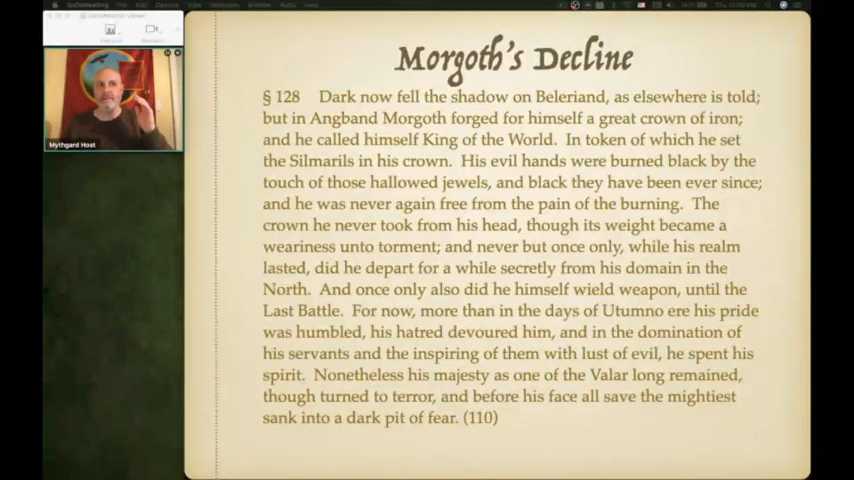 Morgoth's Decline
§ 128 Dark now fell the shadow on Beleriand, as elsewhere is told;
but in Angband Morgoth forged for himself a great crown of iron;
and he called himself King of the World. In token of which he set
the Silmarils in his crown. His evil hands were burned black by the
touch of those hallowed jewels, and black they have been ever since;
and he was never again free from the pain of the burning. The
crown he never took from his head, though its weight became a
weariness unto torment; and never but once only, while his realm
lasted, did he depart for a while secretly from his domain in the
North. And once only also did he himself wield weapon, until the
Last Battle. For now, more than in the days of Utumno ere his pride
was humbled, his hatred devoured him, and in the domination of
his servants and the inspiring of them with lust of evil, he spent his
spirit. Nonetheless his majesty as one of the Valar long remained,
though turned to terror, and before his face all save the mightiest
sank into a dark pit of fear. (110)
Mythgard Host